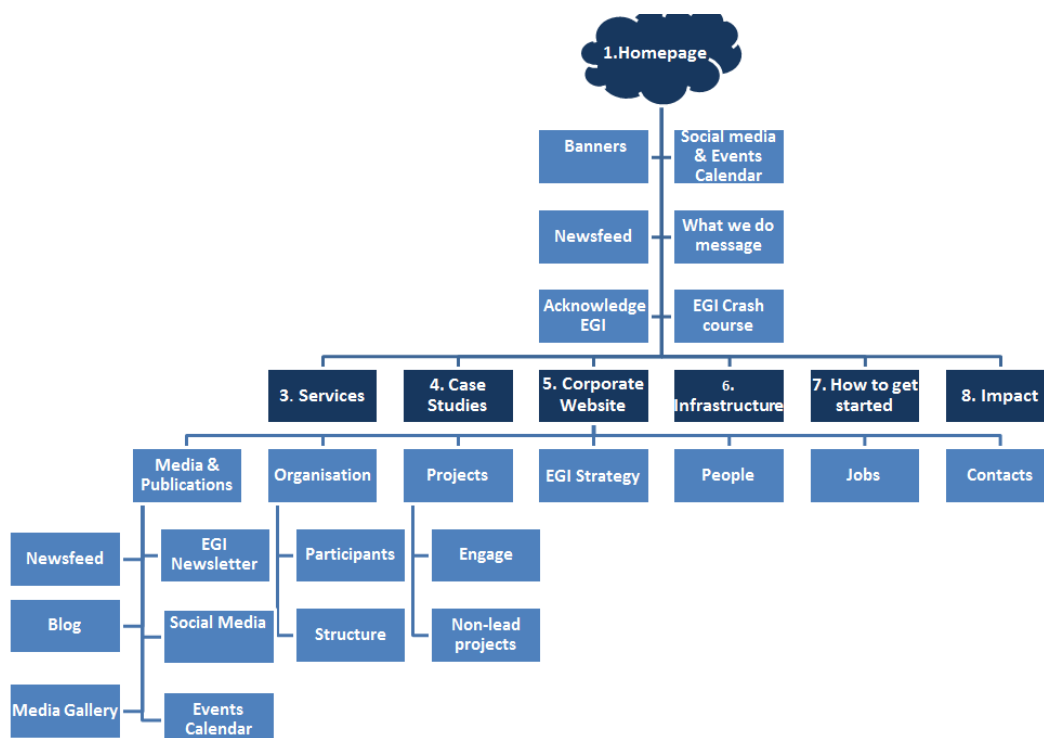 1.Homepage
Banners
Social media
& Events
Calendar
Newsfeed
What we do
message
Acknowledge
EGI
EGI Crash
course
3. Services
4. Case
Studies
5. Corporate
Website
6.
Infrastructure
7. How to get
started
8. Impact
Media &
Publications
Organisation
Projects
EGI Strategy
People
Jobs
Contacts
Newsfeed
EGI
Newsletter
Participants
Engage
Blog
Social Media
Structure
Non-lead
projects
Media Gallery
Events
Calendar